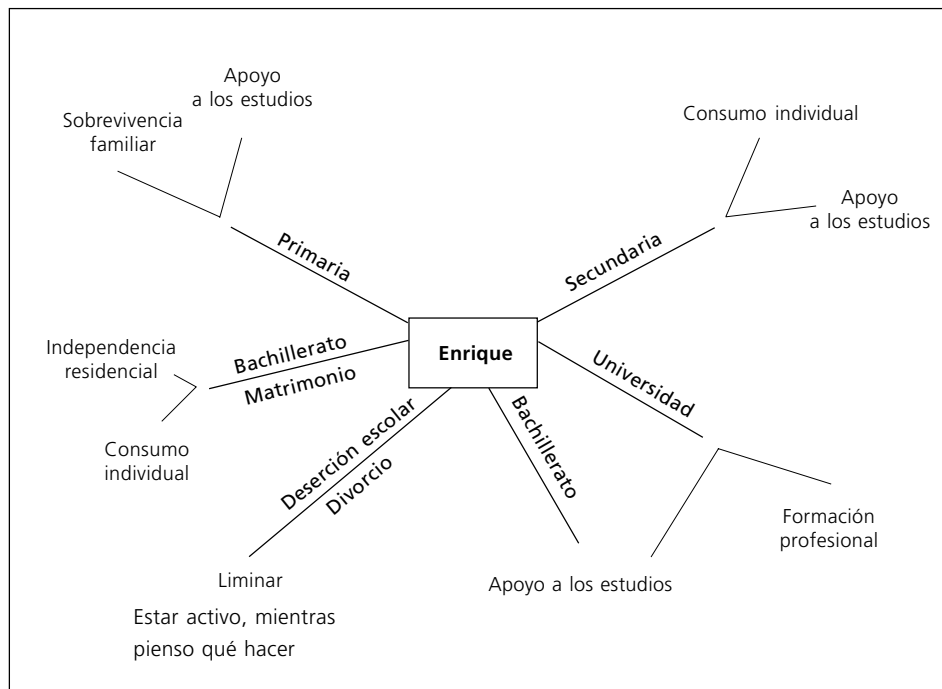 Apoyo
a los estudios
Sobrevivencia
familiar
Primaria
Consumo individual
Apoyo
a los estudios
Secundaria
Enrique
Independencia
residencial
Bachillerato
Matrimonio
Consumo
individual
Deserción escolar
Divorcio
Liminar
Estar activo, mientras
pienso qué hacer
Bachillerato
Apoyo a los estudios
Universidad
Formación
profesional